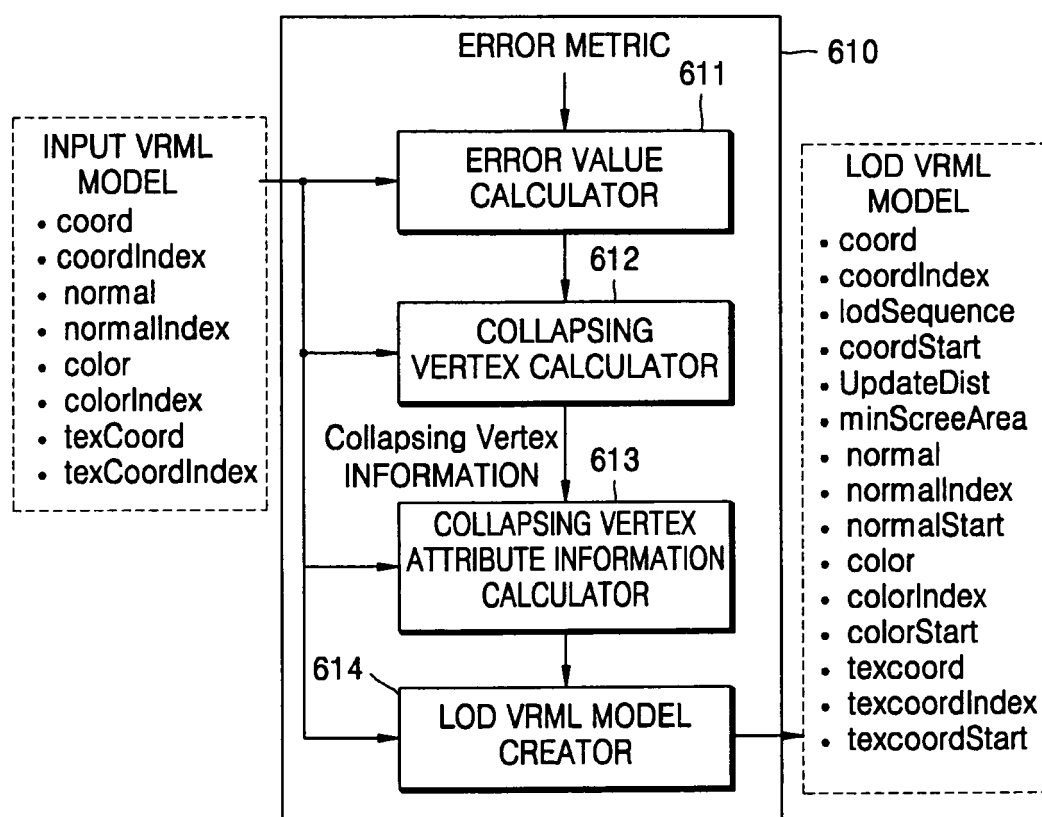 ERROR METRIC
610
611
INPUT VRML
MODEL
• coord
• coordIndex
• normal
• normalIndex
• color
• colorIndex
• texCoord
• texCoordIndex
ERROR VALUE
CALCULATOR
612
COLLAPSING
VERTEX CALCULATOR
Collapsing Vertex
INFORMATION
613
COLLAPSING VERTEX
ATTRIBUTE INFORMATION
CALCULATOR
614
LOD VRML MODEL
CREATOR
LOD VRML
MODEL
• coord
• coordIndex
• lodSequence
• coordStart
• UpdateDist
• minScreeArea
• normal
• normalIndex
• normalStart
• color
• colorIndex
• colorStart
• texcoord
• texcoordIndex
• texcoordStart